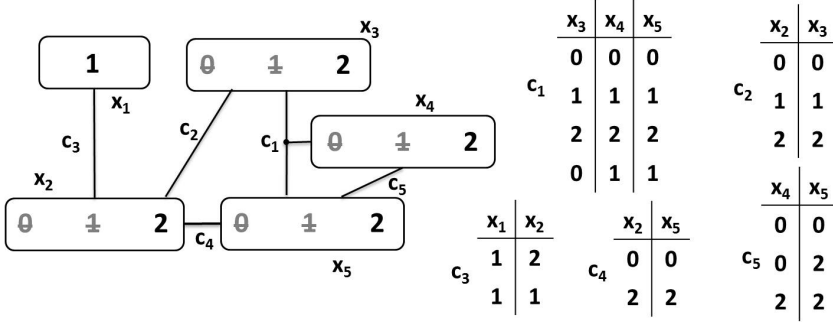 x3
0 1 2
1
x1
c3
c2
c1
x4
0 1 2
c5
x2
0 1 2
c4
0 1 2
x5
x3 x4 x5
c1
0 0 0
1 1 1
2 2 2
0 1 1
x2 x3
c2
0 0
1 1
2 2
x1 x2
c3
1 2
1 1
x2 x5
c4
0 0
2 2
x4 x5
c5
0 0
0 2
2 2